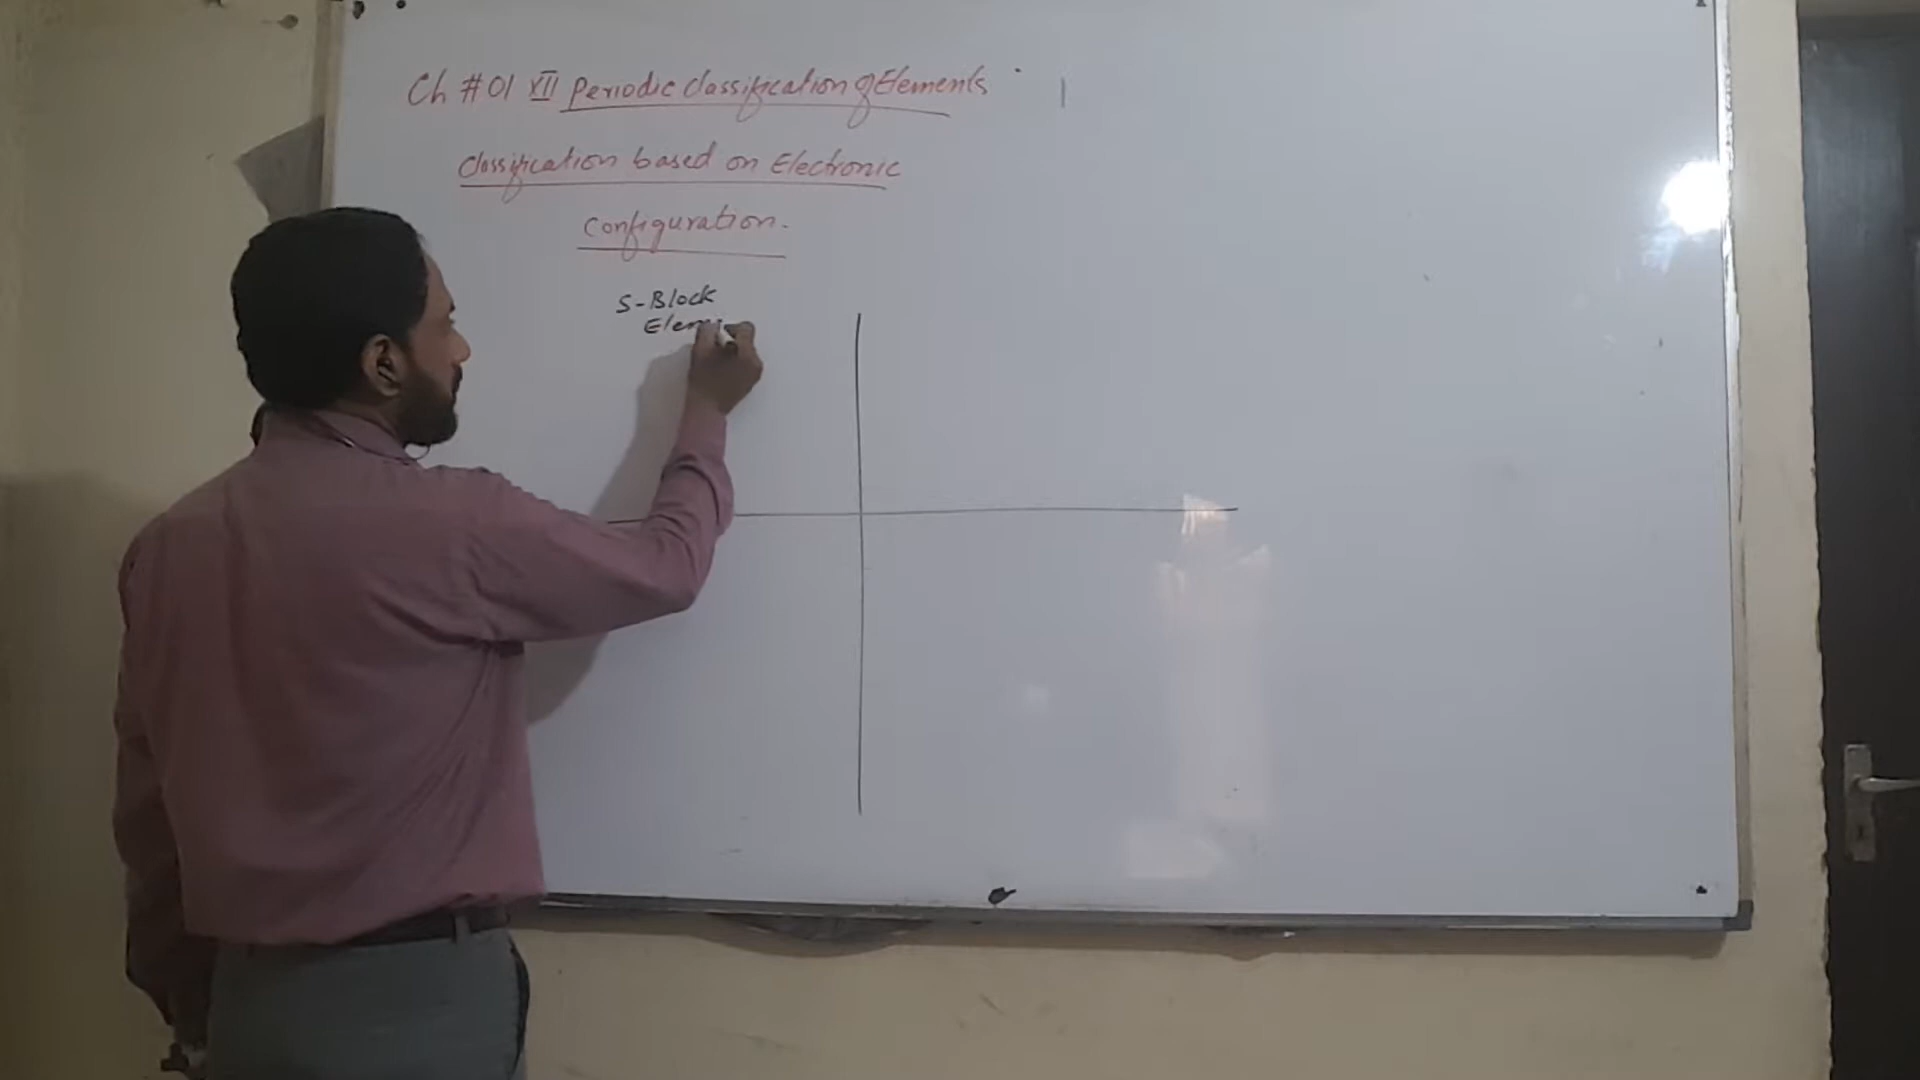 Ch #01 XII Periodic Classification of Elements
Classification based on Electronic
Configuration.
S-Block
Elem